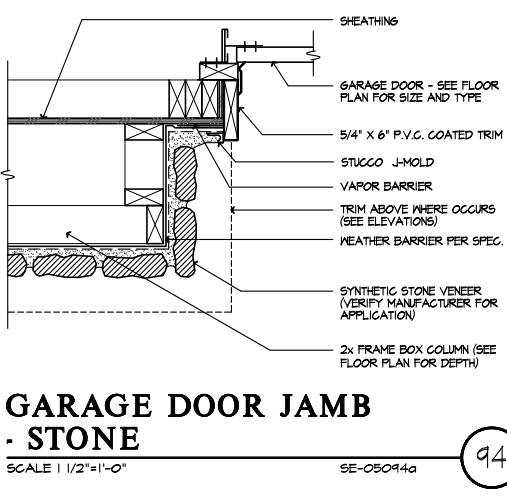 SHEATHING
GARAGE DOOR - SEE FLOOR
PLAN FOR SIZE AND TYPE
5/4" X 6" P.V.C. COATED TRIM
STUCCO J-MOLD
VAPOR BARRIER
TRIM ABOVE WHERE OCCURS
(SEE ELEVATIONS)
WEATHER BARRIER PER SPEC.
SYNTHETIC STONE VENEER
(VERIFY MANUFACTURER FOR
APPLICATION)
2x FRAME BOX COLUMN (SEE
FLOOR PLAN FOR DEPTH)
GARAGE DOOR JAMB
- STONE
SCALE 1 1/2"=1'-0"
SE-05094a
94